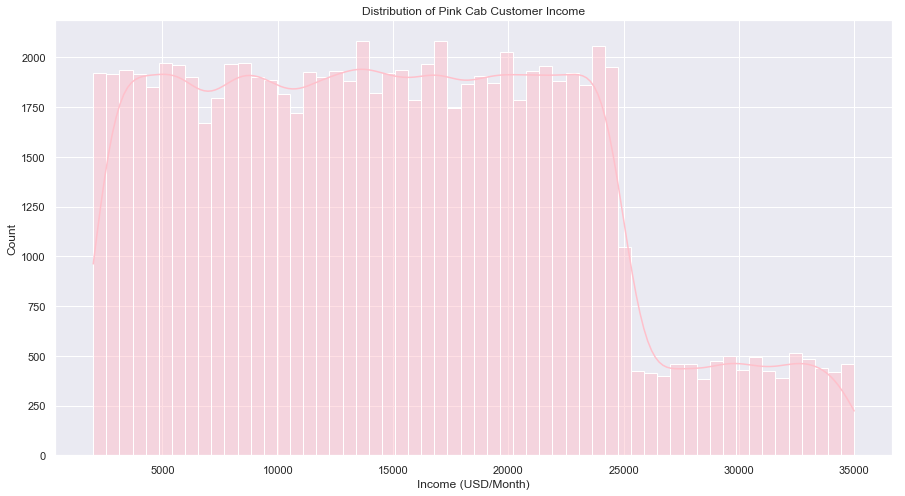 Distribution of Pink Cab Customer Income
2000
1750
1500
1250
1000
750
500
250
0
Count
5000 10000 15000 20000 25000 30000 35000
Income (USD/Month)